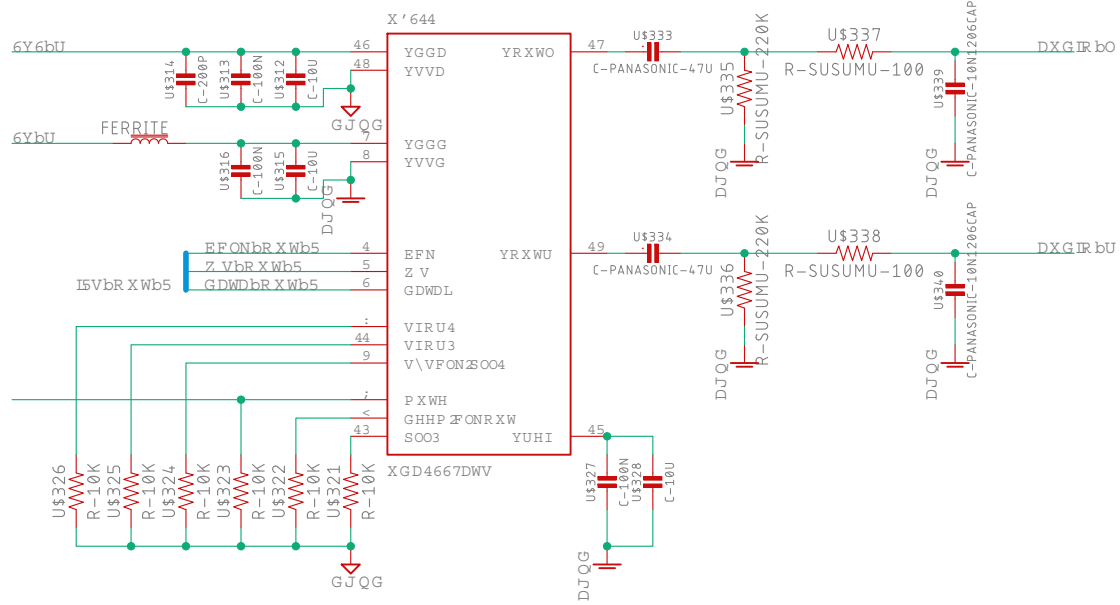 X'644
6Y6bU
46
YGGD
48
YVVD
U$314
C-200P
U$313
C-100N
U$312
C-10U
GJQG
6YbU
FERRITE
7
YGGG
8
YVVG
U$316
C-100N
U$315
C-10U
DJQG
EFONbRXWb5
4
EFN
ZVbRXWb5
5
ZV
I5VbRXWb5
GDWDbRXWb5
6
GDWDL
:
VIRU4
44
VIRU3
9
V\VFON2SOO4
;
PXWH
<
GHHP2FONRXW
43
SOO3
XGD4667DWV
U$326
R-10K
U$325
R-10K
U$324
R-10K
U$323
R-10K
U$322
R-10K
U$321
R-10K
GJQG
YRXWO
47
U$333
C-PANASONIC-47U
U$335
R-SUSUMU-220K
DJQG
U$337
R-SUSUMU-100
U$339
C-PANASONIC-10N1206CAP
DJQG
DXGIRbO
YRXWU
49
U$334
C-PANASONIC-47U
U$336
R-SUSUMU-220K
DJQG
U$338
R-SUSUMU-100
U$340
C-PANASONIC-10N1206CAP
DJQG
DXGIRbU
YUHI
45
U$327
C-100N
U$328
C-10U
DJQG